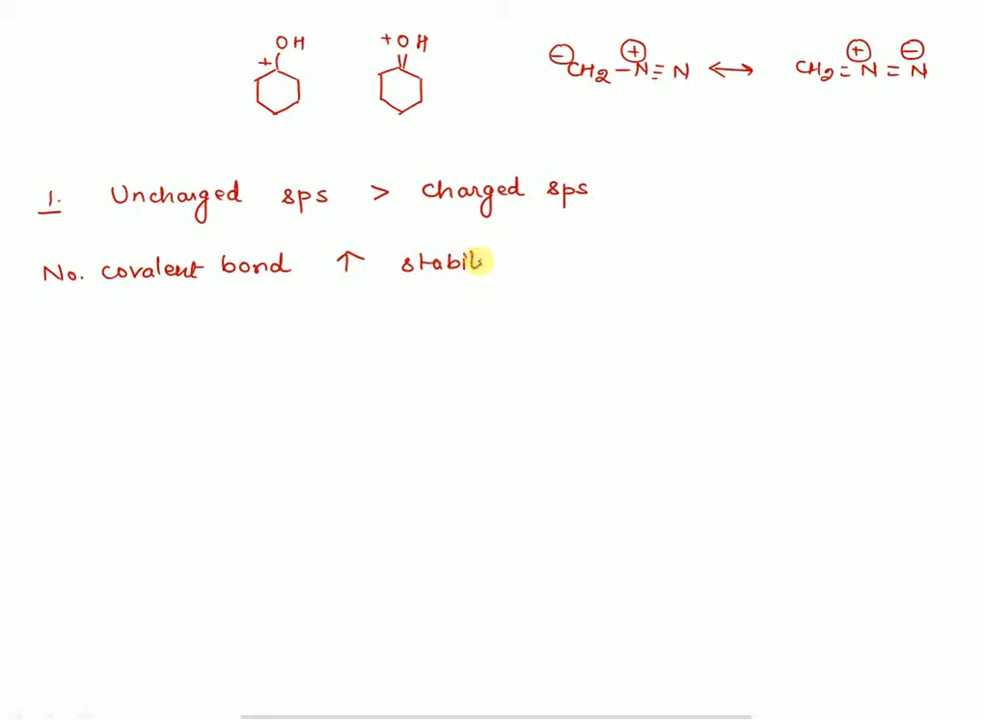 OH +OH ⊖CH2-N⊕≡N ↔ CH2=N⊕=N⊖
+
1. Uncharged sps > charged sps
No. covalent bond ↑ stabil